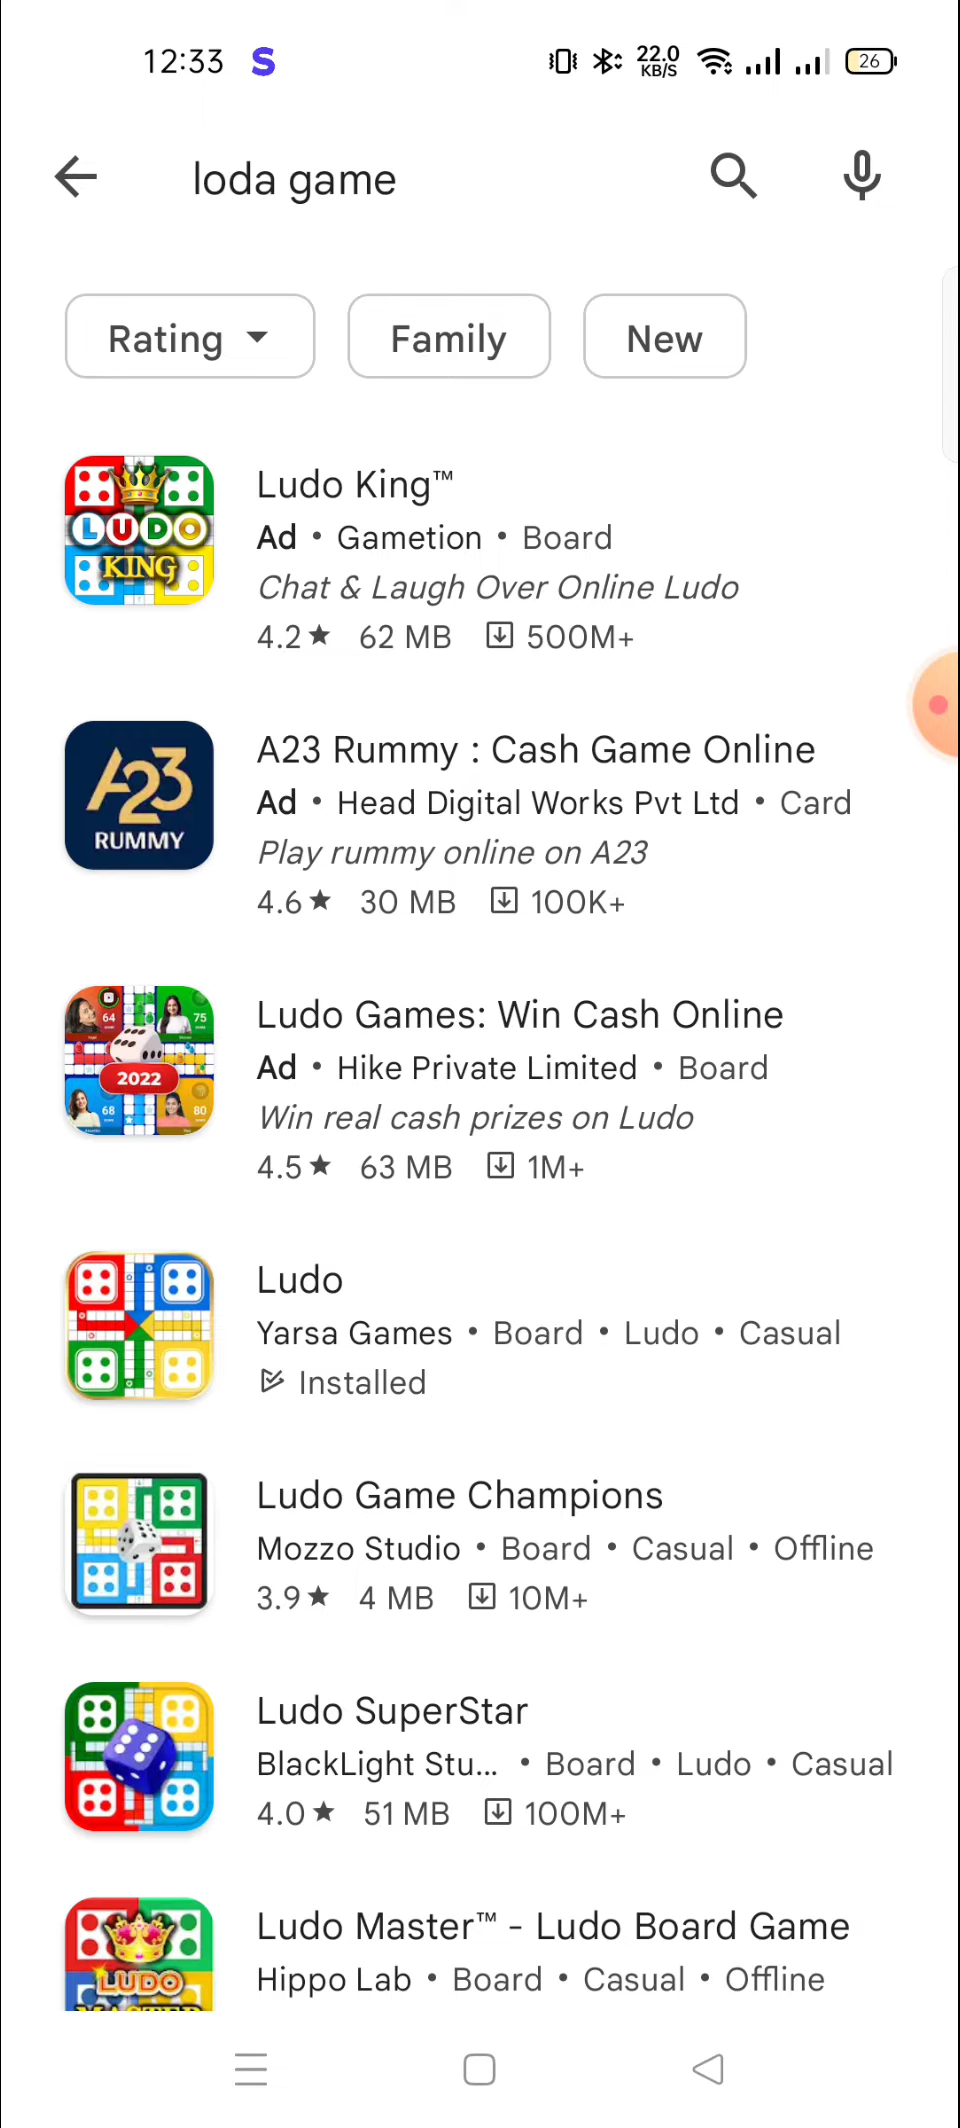 12:33 S 22.0 KB/S 26
loda game
Rating Family New
LUDO KING
Ludo King™
Ad • Gametion • Board
Chat & Laugh Over Online Ludo
4.2★ 62 MB 500M+
A23 RUMMY
A23 Rummy : Cash Game Online
Ad • Head Digital Works Pvt Ltd • Card
Play rummy online on A23
4.6★ 30 MB 100K+
64 75
2022
68 80
Ludo Games: Win Cash Online
Ad • Hike Private Limited • Board
Win real cash prizes on Ludo
4.5★ 63 MB 1M+
Ludo
Yarsa Games • Board • Ludo • Casual
Installed
Ludo Game Champions
Mozzo Studio • Board • Casual • Offline
3.9★ 4 MB 10M+
Ludo SuperStar
BlackLight Stu... • Board • Ludo • Casual
4.0★ 51 MB 100M+
LUDO
MASTER
Ludo Master™ - Ludo Board Game
Hippo Lab • Board • Casual • Offline